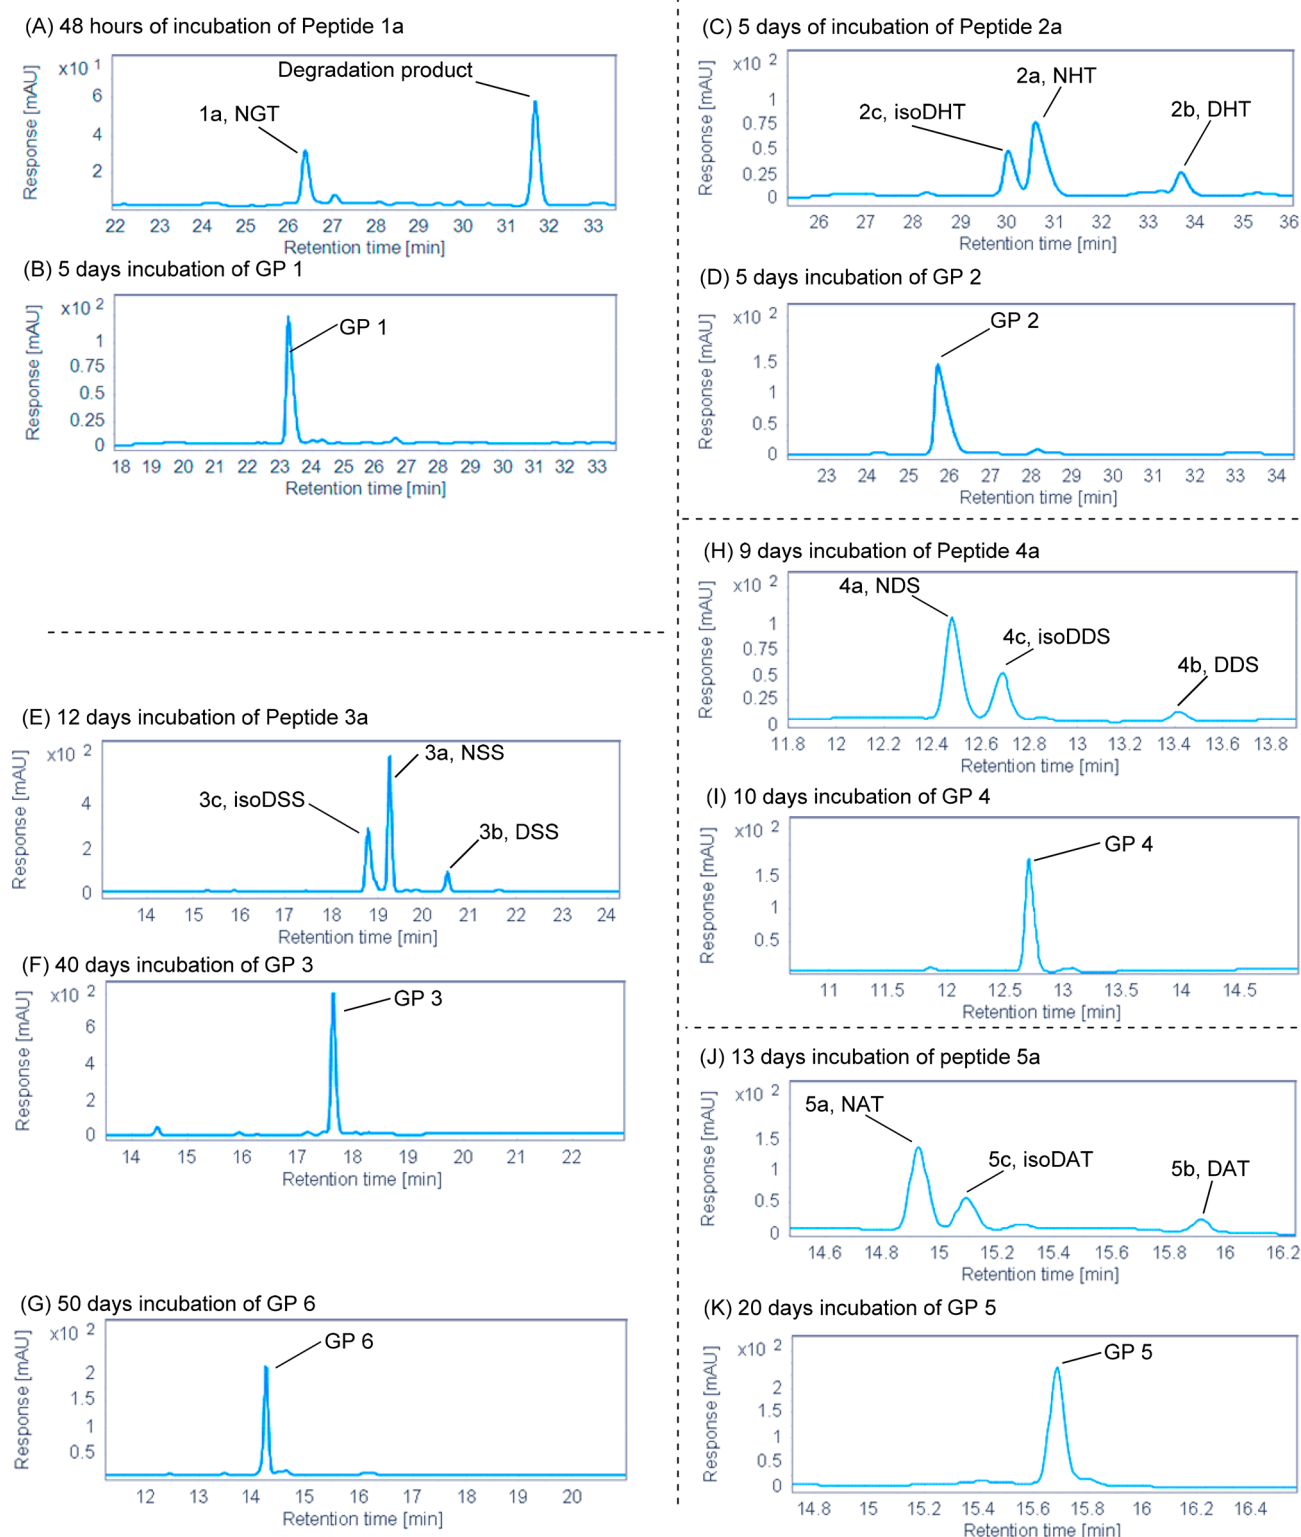 (A) 48 hours of incubation of Peptide 1a
Response [mAU]
x10 1
6
4
2
Degradation product
1a, NGT
22 23 24 25 26 27 28 29 30 31 32 33
Retention time [min]
(B) 5 days incubation of GP 1
Response [mAU]
x10 2
1
0.75
0.5
0.25
0
GP 1
18 19 20 21 22 23 24 25 26 27 28 29 30 32 33
Retention time [min]
(C) 5 days of incubation of Peptide 2a
Response [mAU]
x10 2
1
0.75
0.5
0.25
0
2a, NHT
2c, isoDHT
2b, DHT
26 27 28 29 30 31 32 33 34 35 36
Retention time [min]
(D) 5 days incubation of GP 2
Response [mAU]
x10 2
1.5
1
0.5
0
GP 2
23 24 25 26 27 28 29 30 31 32 33 34
Retention time [min]
(E) 12 days incubation of Peptide 3a
Response [mAU]
x10 2
4
2
0
3a, NSS
3c, isoDSS
3b, DSS
14 15 16 17 18 19 20 21 22 23 24
Retention time [min]
(F) 40 days incubation of GP 3
Response [mAU]
x10 2
6
4
2
0
GP 3
14 15 16 17 18 19 20 21 22
Retention time [min]
(G) 50 days incubation of GP 6
Response [mAU]
x10 2
2
1.5
1
0.5
GP 6
12 13 14 15 16 17 18 19 20
Retention time [min]
(H) 9 days incubation of Peptide 4a
Response [mAU]
x10 2
1
0.75
0.5
0.25
0
4a, NDS
4c, isoDDS
4b, DDS
11.8 12 12.2 12.4 12.6 12.8 13 13.2 13.4 13.6 13.8
Retention time [min]
(I) 10 days incubation of GP 4
Response [mAU]
x10 2
1.5
1
0.5
GP 4
11 11.5 12 12.5 13 13.5 14 14.5
Retention time [min]
(J) 13 days incubation of peptide 5a
Response [mAU]
x10 2
1.5
1
0.5
0
5a, NAT
5c, isoDAT
5b, DAT
14.6 14.8 15 15.2 15.4 15.6 15.8 16 16.2
Retention time [min]
(K) 20 days incubation of GP 5
Response [mAU]
x10 2
2
1.5
1
0.5
0
GP 5
14.8 15 15.2 15.4 15.6 15.8 16 16.2 16.4
Retention time [min]